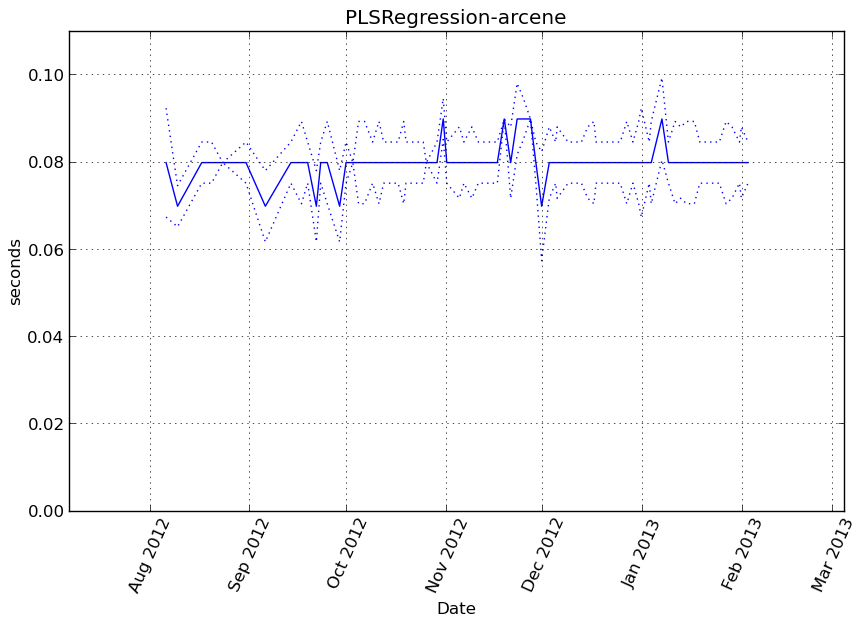 PLSRegression-arcene
0.10
0.08
0.06
0.04
0.02
0.00
seconds
Aug 2012
Sep 2012
Oct 2012
Nov 2012
Dec 2012
Jan 2013
Feb 2013
Mar 2013
Date